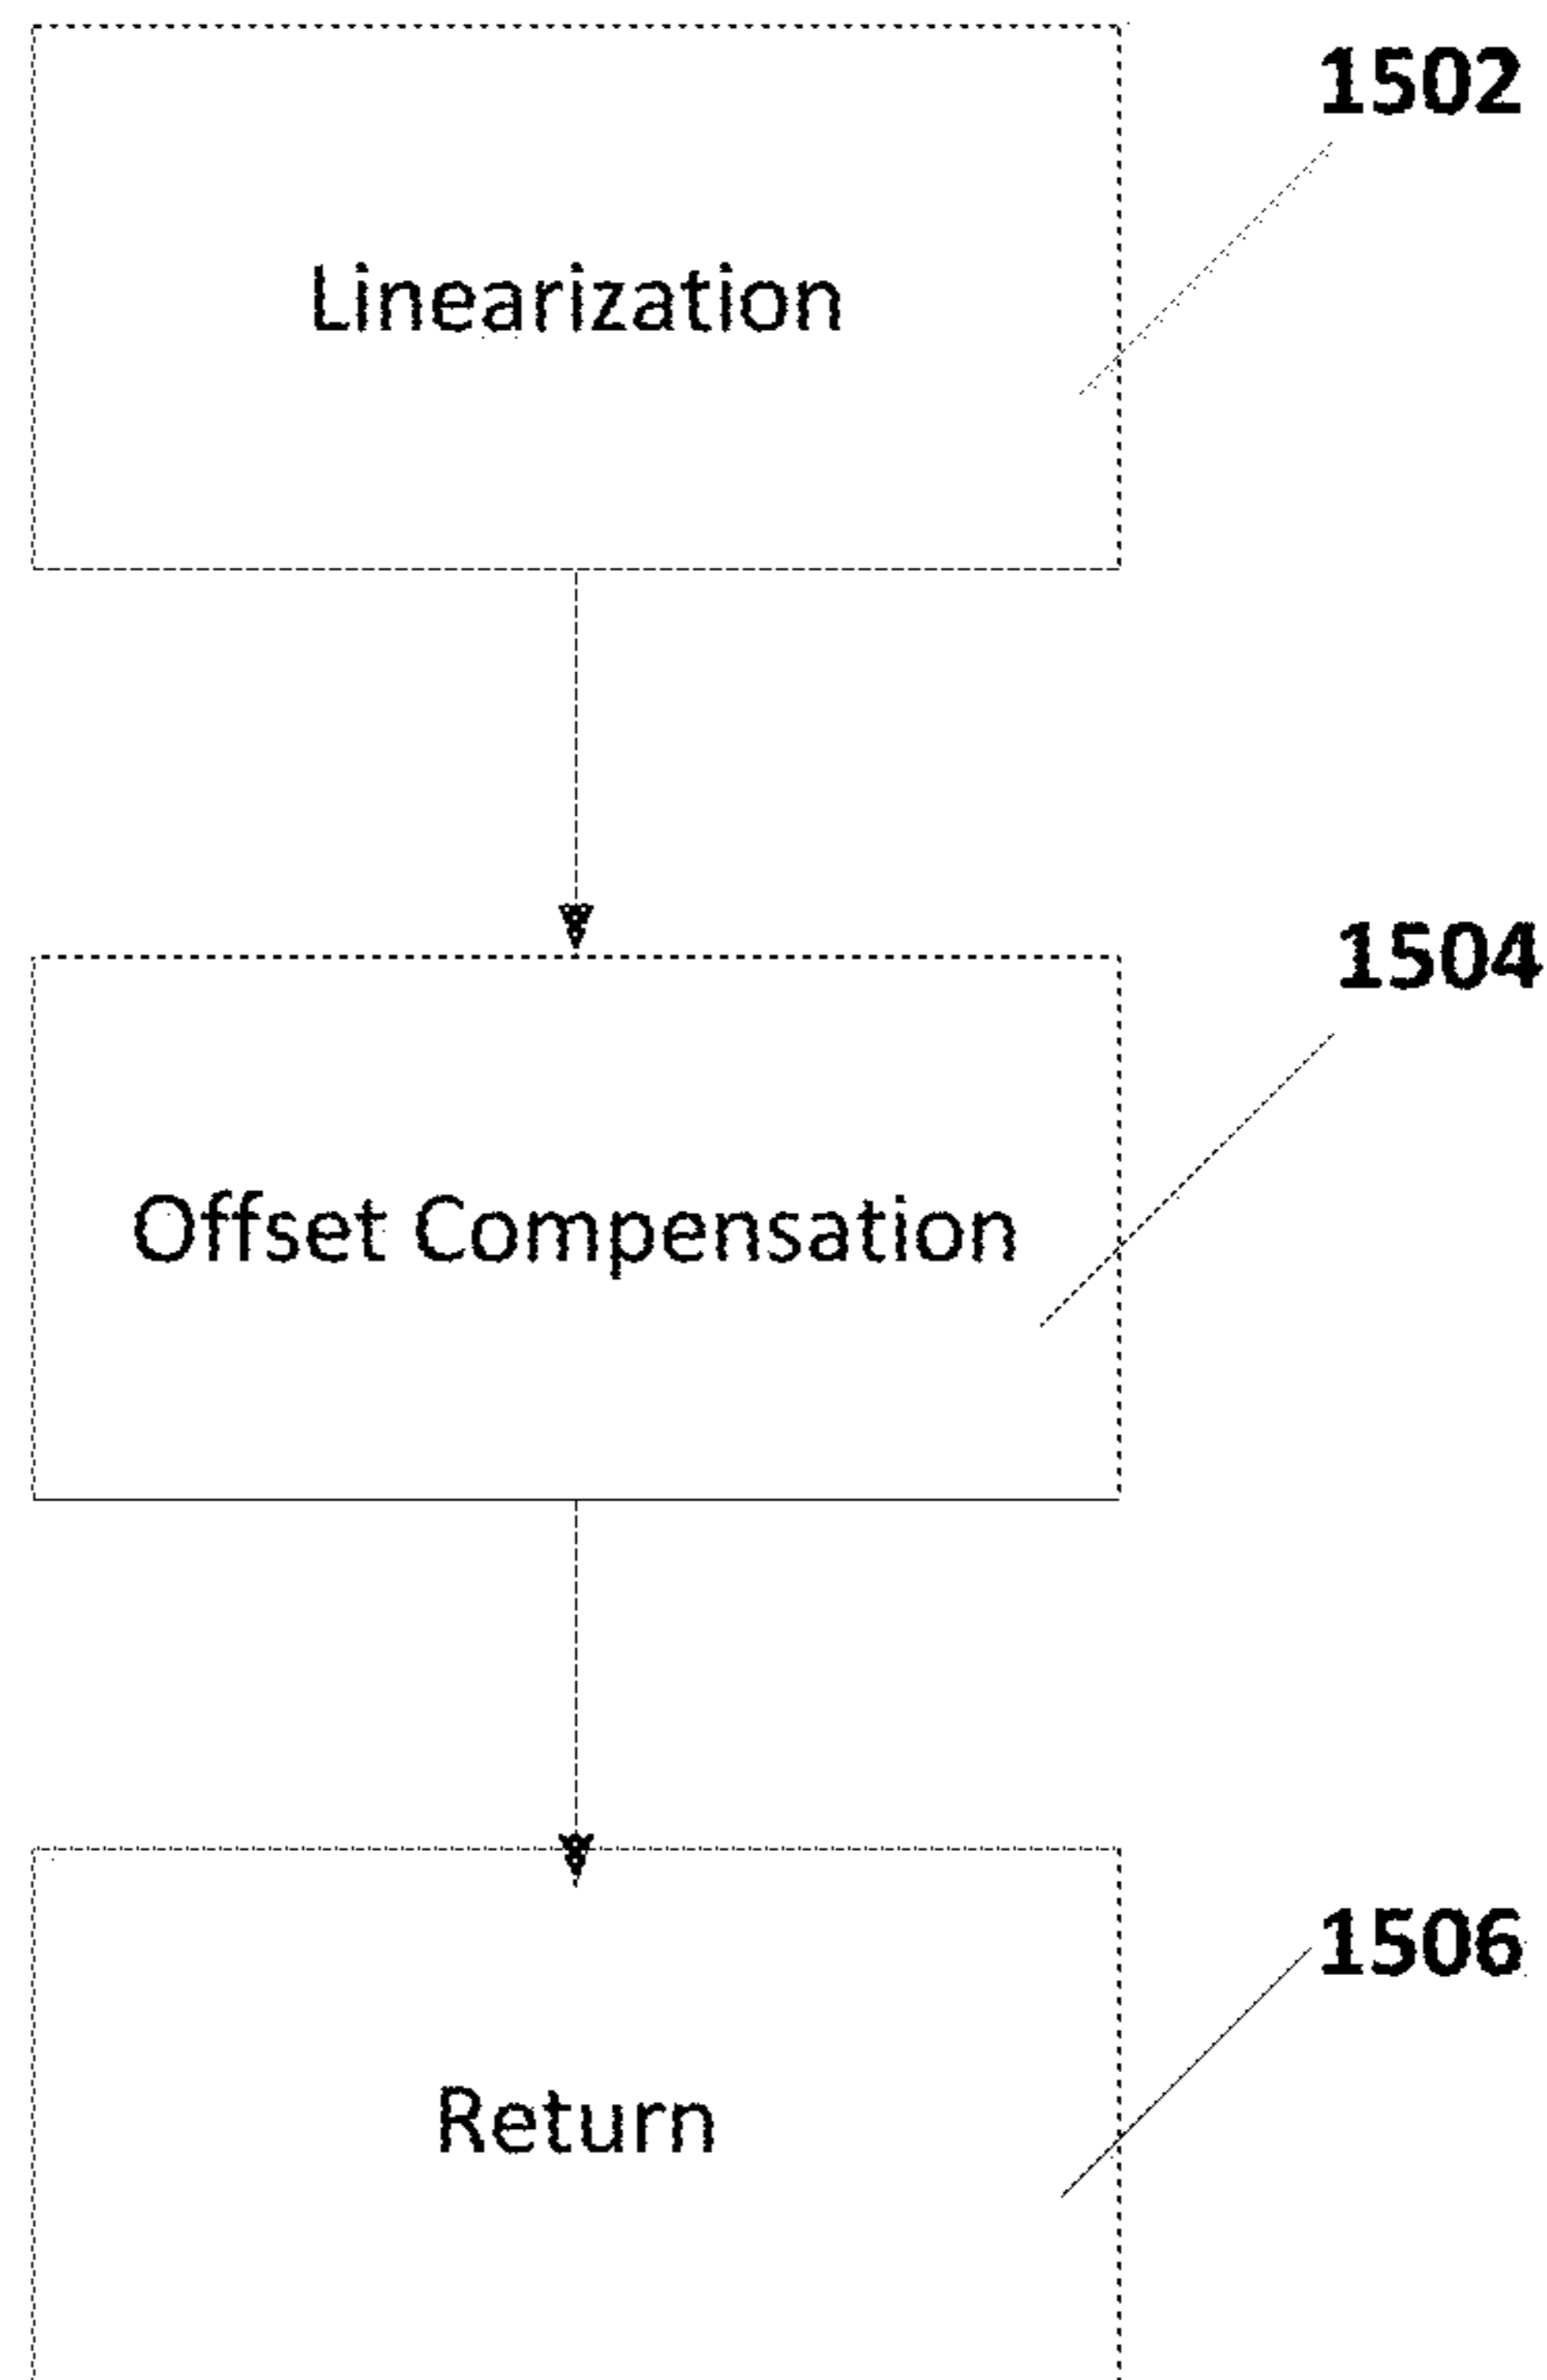 1502
Linearization
1504
Offset Compensation
1506
Return